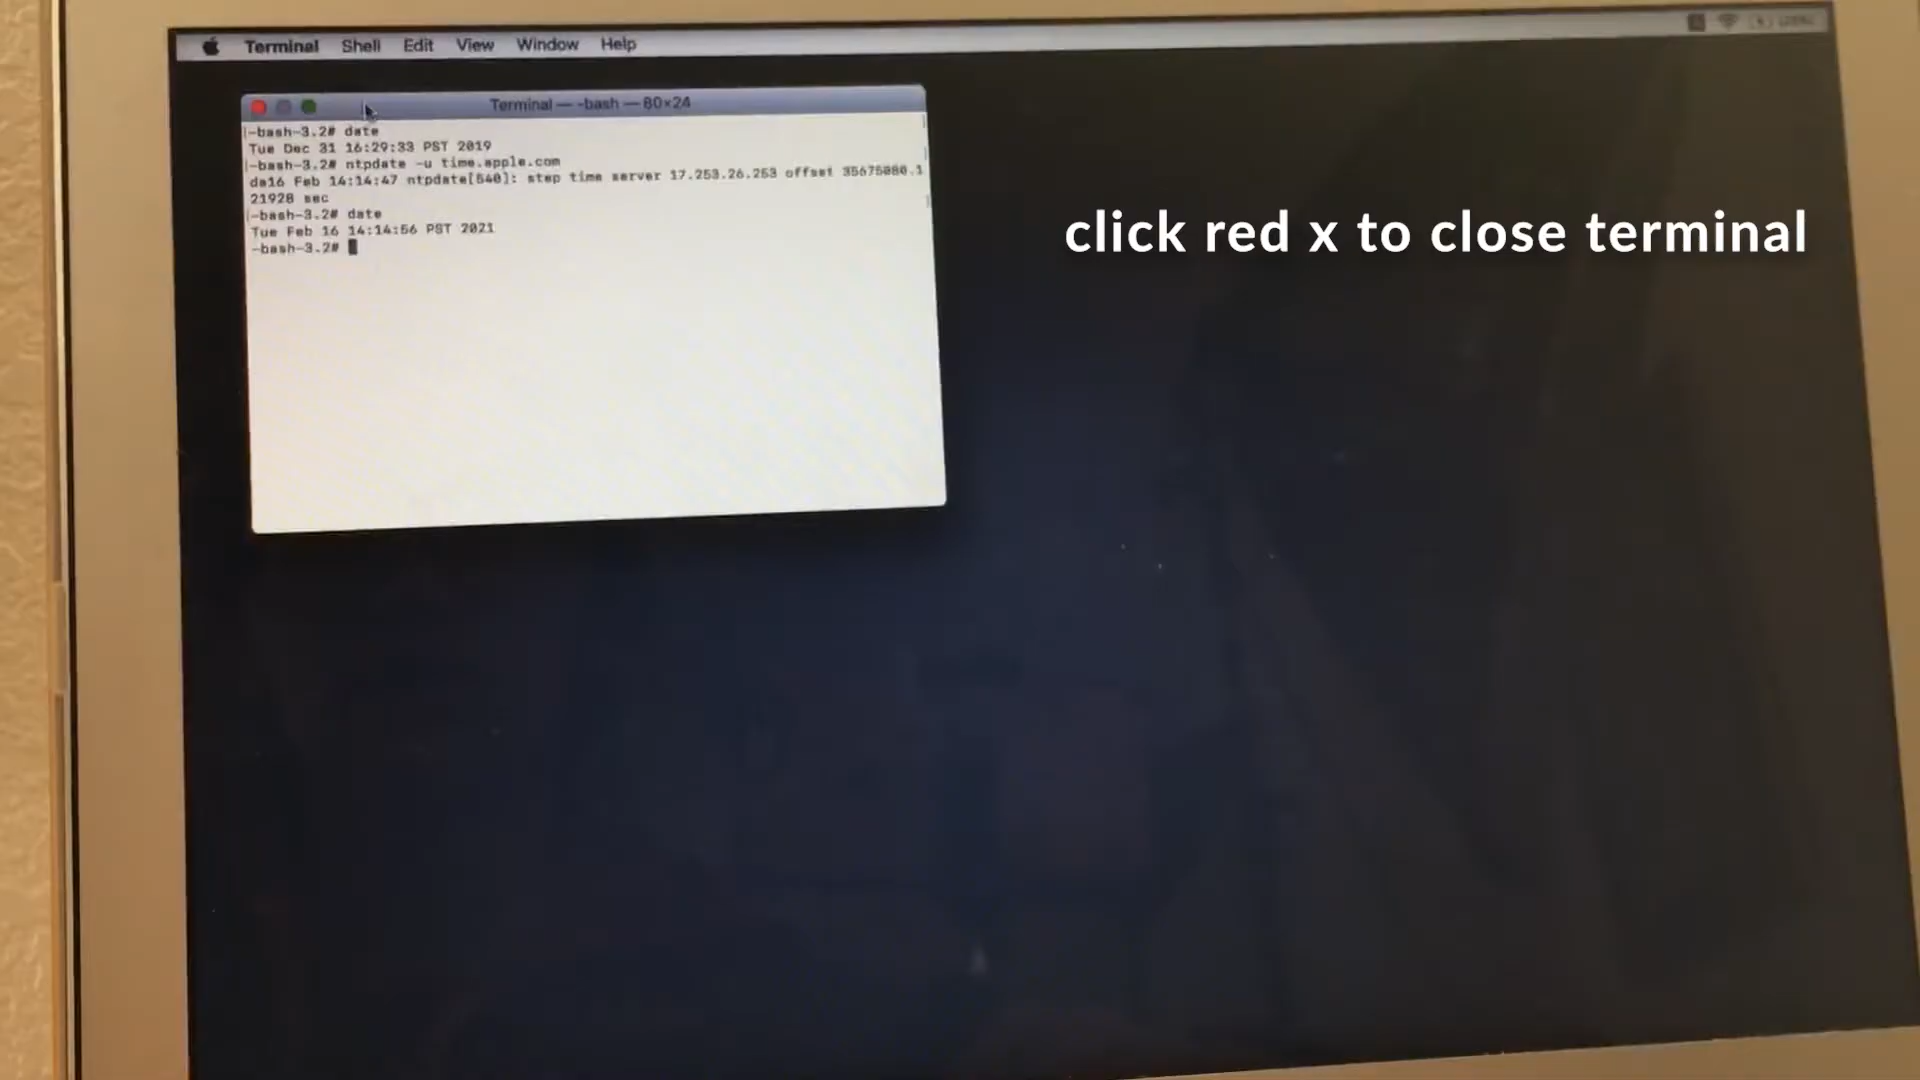 Terminal Shell Edit View Window Help
Terminal — -bash — 80×24
-bash-3.2# date
Tue Dec 31 16:29:33 PST 2019
-bash-3.2# ntpdate -u time.apple.com
da16 Feb 14:14:47 ntpdate[540]: step time server 17.253.26.253 offset 35675080.1
21928 sec
-bash-3.2# date
Tue Feb 16 14:14:56 PST 2021
-bash-3.2#
click red x to close terminal